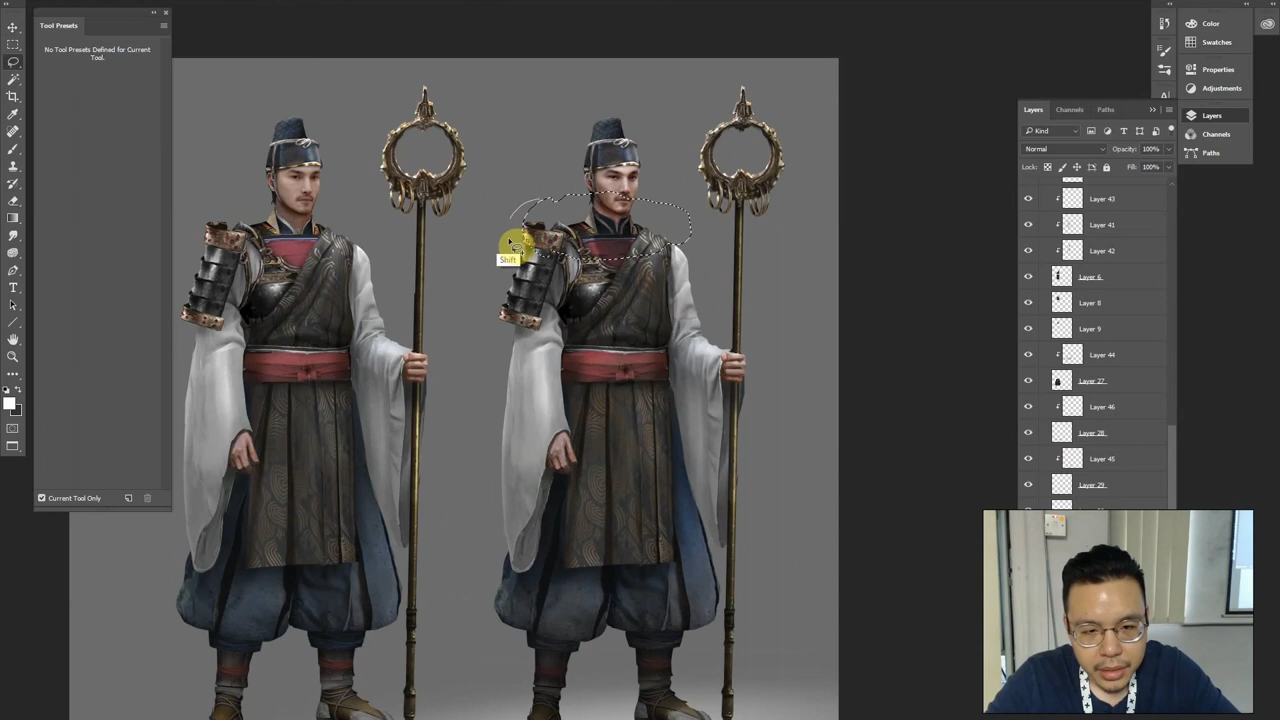 Tool Presets
No Tool Presets Defined for Current
Tool.
Current Tool Only
Shift
Color
Swatches
Properties
Adjustments
Layers
Channels
Paths
Layers
Channels
Paths
Kind
Normal
Opacity: 100%
Lock:
Fill: 100%
Layer 43
Layer 41
Layer 42
Layer 6
Layer 8
Layer 9
Layer 44
Layer 27
Layer 46
Layer 28
Layer 45
Layer 29